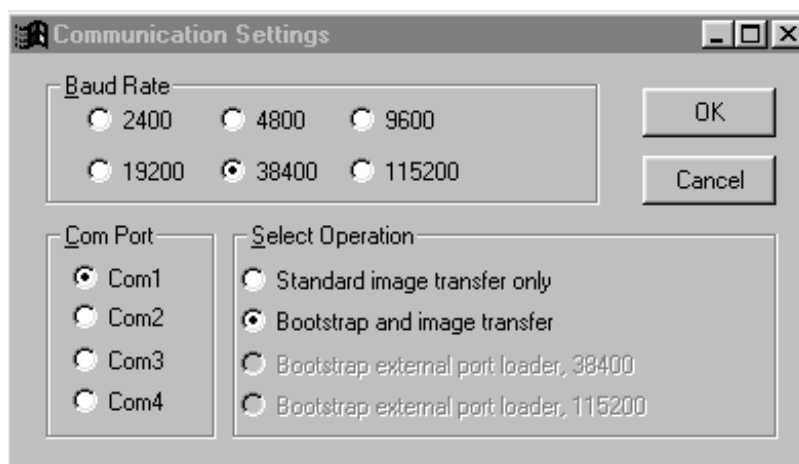 Communication Settings
Baud Rate
2400 4800 9600
OK
19200 38400 115200
Cancel
Com Port
Com1
Com2
Com3
Com4
Select Operation
Standard image transfer only
Bootstrap and image transfer
Bootstrap external port loader, 38400
Bootstrap external port loader, 115200